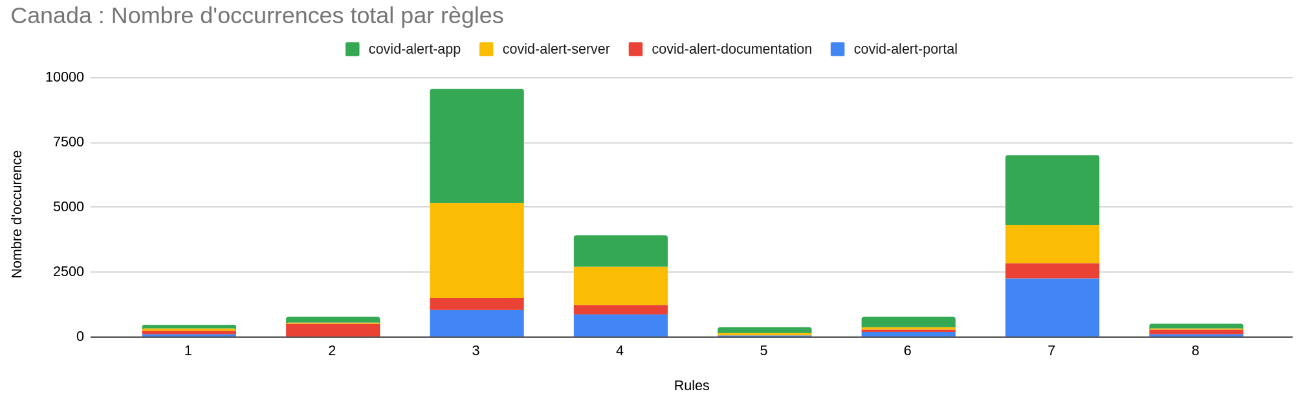 Canada : Nombre d'occurrences total par règles
covid-alert-app covid-alert-server covid-alert-documentation covid-alert-portal
10000
7500
5000
2500
0
Nombre d'occurence
1 2 3 4 5 6 7 8
Rules